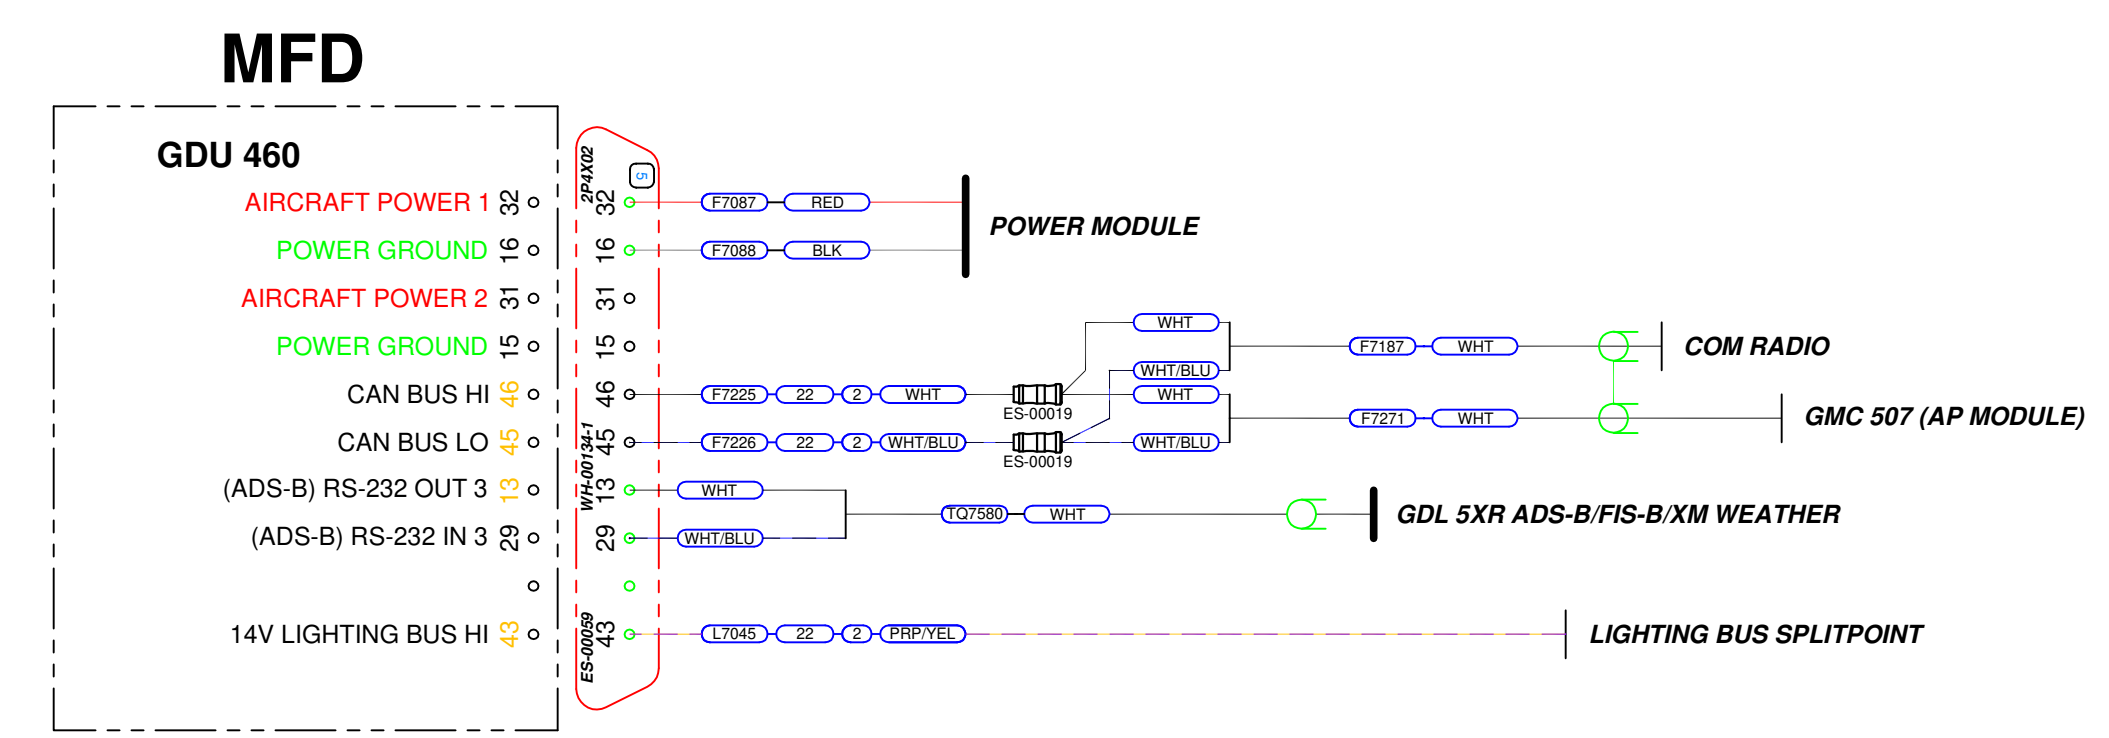 MFD
GDU 460
2P4X02
5
AIRCRAFT POWER 1 32 32 F7087 RED
POWER MODULE
POWER GROUND 16 16 F7088 BLK
AIRCRAFT POWER 2 31 31
WHT
POWER GROUND 15 15 F7187 WHT COM RADIO
WHT/BLU
CAN BUS HI 46 46 F7225 22 2 WHT WHT
ES-00019
F7271 WHT GMC 507 (AP MODULE)
CAN BUS LO 45 45 F7226 22 2 WHT/BLU WHT/BLU
ES-00019
WH-00134-1
(ADS-B) RS-232 OUT 3 13 13 WHT
TQ7580 WHT GDL 5XR ADS-B/FIS-B/XM WEATHER
(ADS-B) RS-232 IN 3 29 29 WHT/BLU
14V LIGHTING BUS HI 43 43 L7045 22 2 PRP/YEL LIGHTING BUS SPLITPOINT
ES-00059